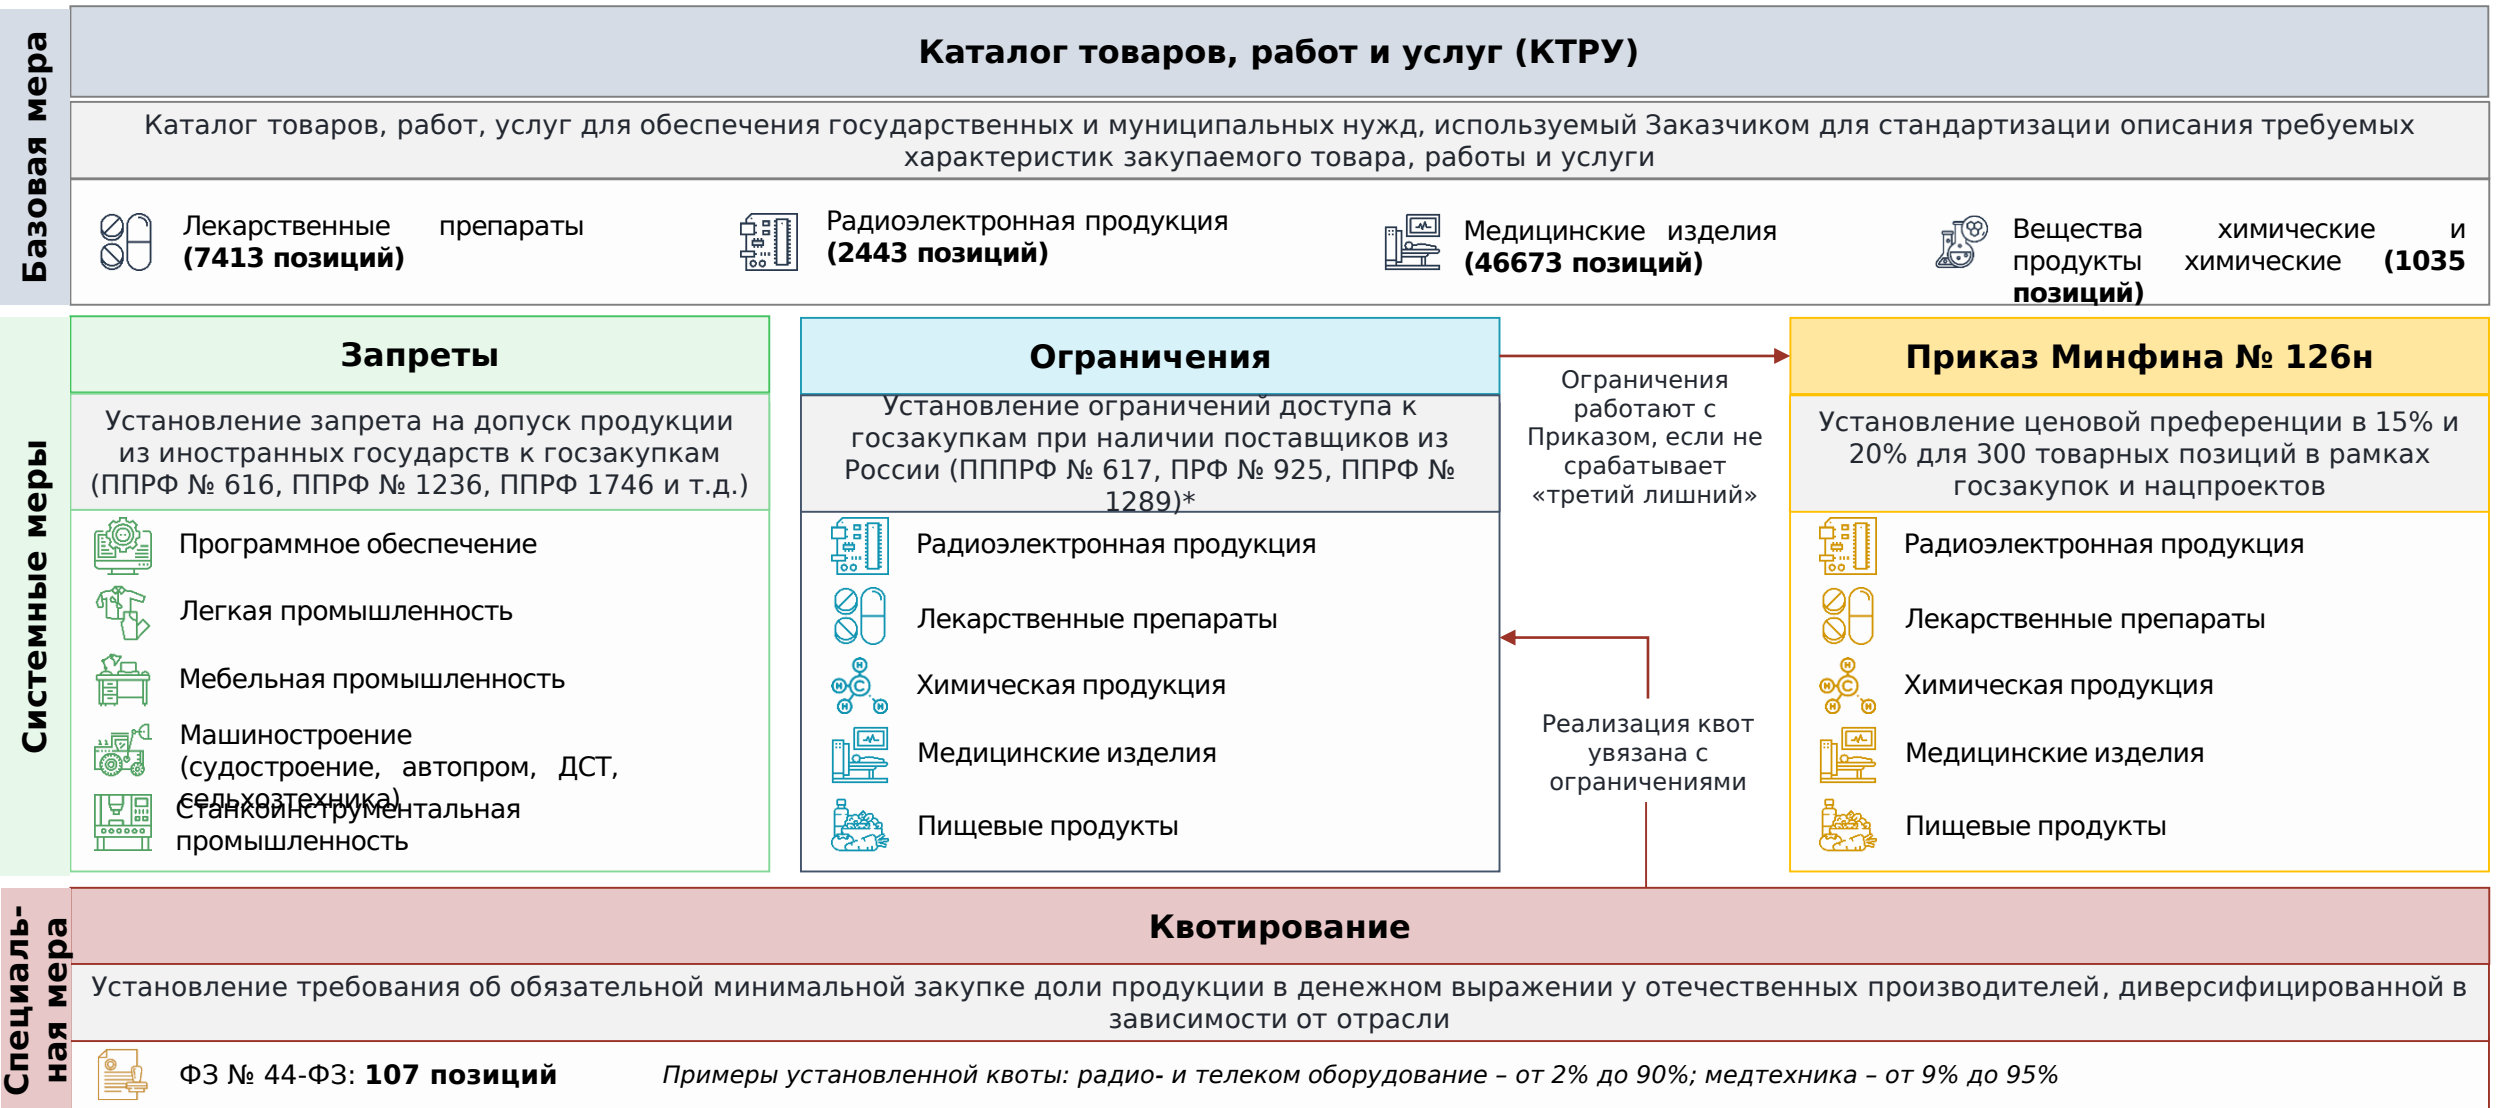 Базовая мера
Каталог товаров, работ и услуг (КТРУ)
Каталог товаров, работ, услуг для обеспечения государственных и муниципальных нужд, используемый Заказчиком для стандартизации описания требуемых
характеристик закупаемого товара, работы и услуги
Лекарственные препараты
(7413 позиций)
Радиоэлектронная продукция
(2443 позиций)
Медицинские изделия
(46673 позиций)
Вещества химические и
продукты химические (1035
позиций)
Системные меры
Запреты
Установление запрета на допуск продукции
из иностранных государств к госзакупкам
(ППРФ № 616, ППРФ № 1236, ППРФ 1746 и т.д.)
Программное обеспечение
Легкая промышленность
Мебельная промышленность
Машиностроение
(судостроение, автопром, ДСТ,
сельхозтехника)
Станкоинструментальная
промышленность
Ограничения
Установление ограничений доступа к
госзакупкам при наличии поставщиков из
России (ПППРФ № 617, ПРФ № 925, ППРФ №
1289)*
Радиоэлектронная продукция
Лекарственные препараты
Химическая продукция
Медицинские изделия
Пищевые продукты
Ограничения
работают с
Приказом, если не
срабатывает
«третий лишний»
Реализация квот
увязана с
ограничениями
Приказ Минфина № 126н
Установление ценовой преференции в 15% и
20% для 300 товарных позиций в рамках
госзакупок и нацпроектов
Радиоэлектронная продукция
Лекарственные препараты
Химическая продукция
Медицинские изделия
Пищевые продукты
Специаль-
ная мера
Квотирование
Установление требования об обязательной минимальной закупке доли продукции в денежном выражении у отечественных производителей, диверсифицированной в
зависимости от отрасли
ФЗ № 44-ФЗ: 107 позиций
Примеры установленной квоты: радио- и телеком оборудование – от 2% до 90%; медтехника – от 9% до 95%